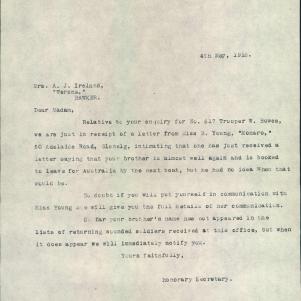 4th May, 1918.
Mrs. A. J. Ireland,
HAWKER.
Dear Madam,
Relative to your enquiry for No. 617 Trooper W. Bowen,
we are just in receipt of a letter from Miss D. Young, "Monaro,"
50 Adelaide Road, Glenelg, intimating that she has just received a
letter saying that your brother is almost well again and is booked
to leave for Australia by the next boat, but he had no idea when that
would be.
No doubt if you will put yourself in communication with
Miss Young she will give you the full details of her communication.
So far your brother's name has not appeared in the
lists of returning wounded soldiers received at this office, but when
it does appear we will immediately notify you.
Yours faithfully,
Honorary Secretary.